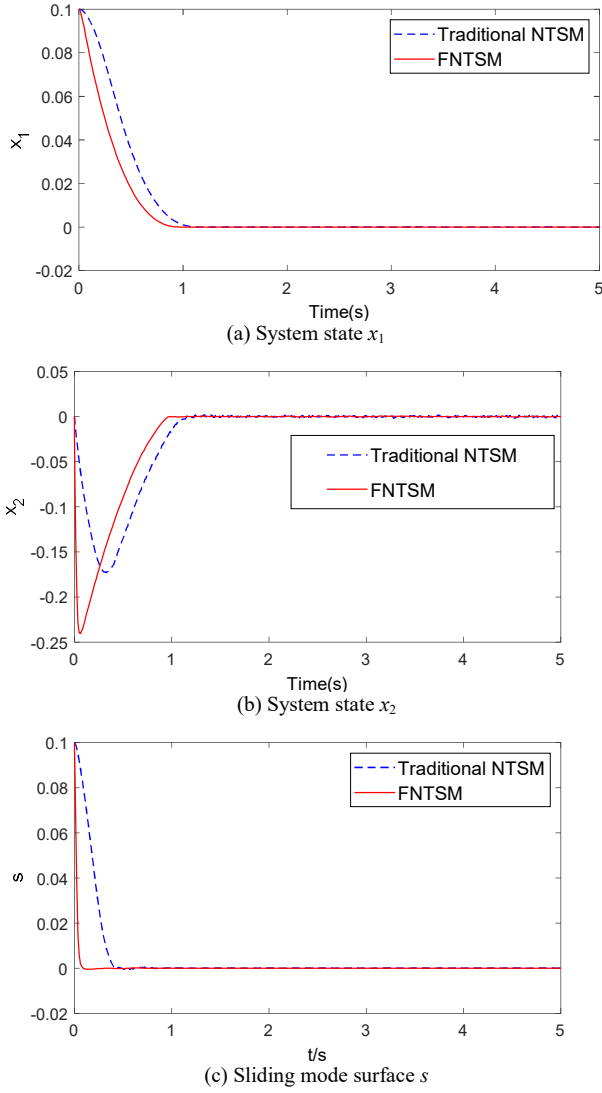 0.1
0.08
0.06
0.04
0.02
0
-0.02
x1
Traditional NTSM
FNTSM
0 1 2 3 4 5
Time(s)
(a) System state x1
0.05
0
-0.05
-0.1
-0.15
-0.2
-0.25
x2
Traditional NTSM
FNTSM
0 1 2 3 4 5
Time(s)
(b) System state x2
0.1
0.08
0.06
0.04
0.02
0
-0.02
s
Traditional NTSM
FNTSM
0 1 2 3 4 5
t/s
(c) Sliding mode surface s